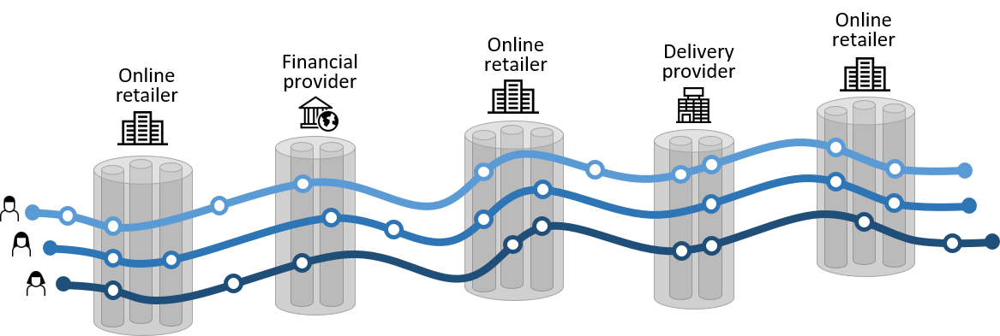 Online
retailer
Financial
provider
Online
retailer
Delivery
provider
Online
retailer